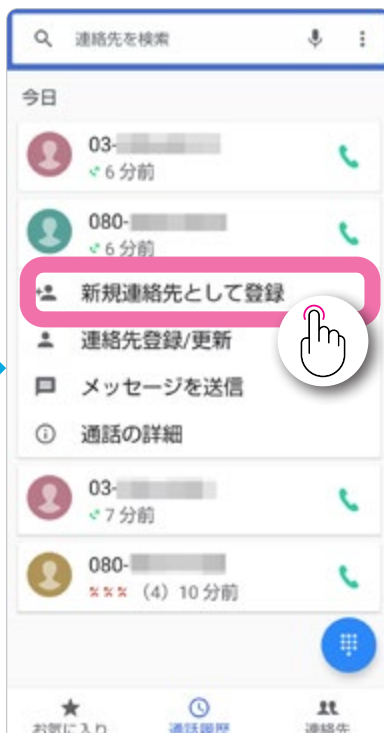 連絡先を検索
今日
03-
6 分前
080-
6 分前
新規連絡先として登録
連絡先登録/更新
メッセージを送信
通話の詳細
03-
7 分前
080-
(4) 10 分前
お気に入り
通話履歴
連絡先